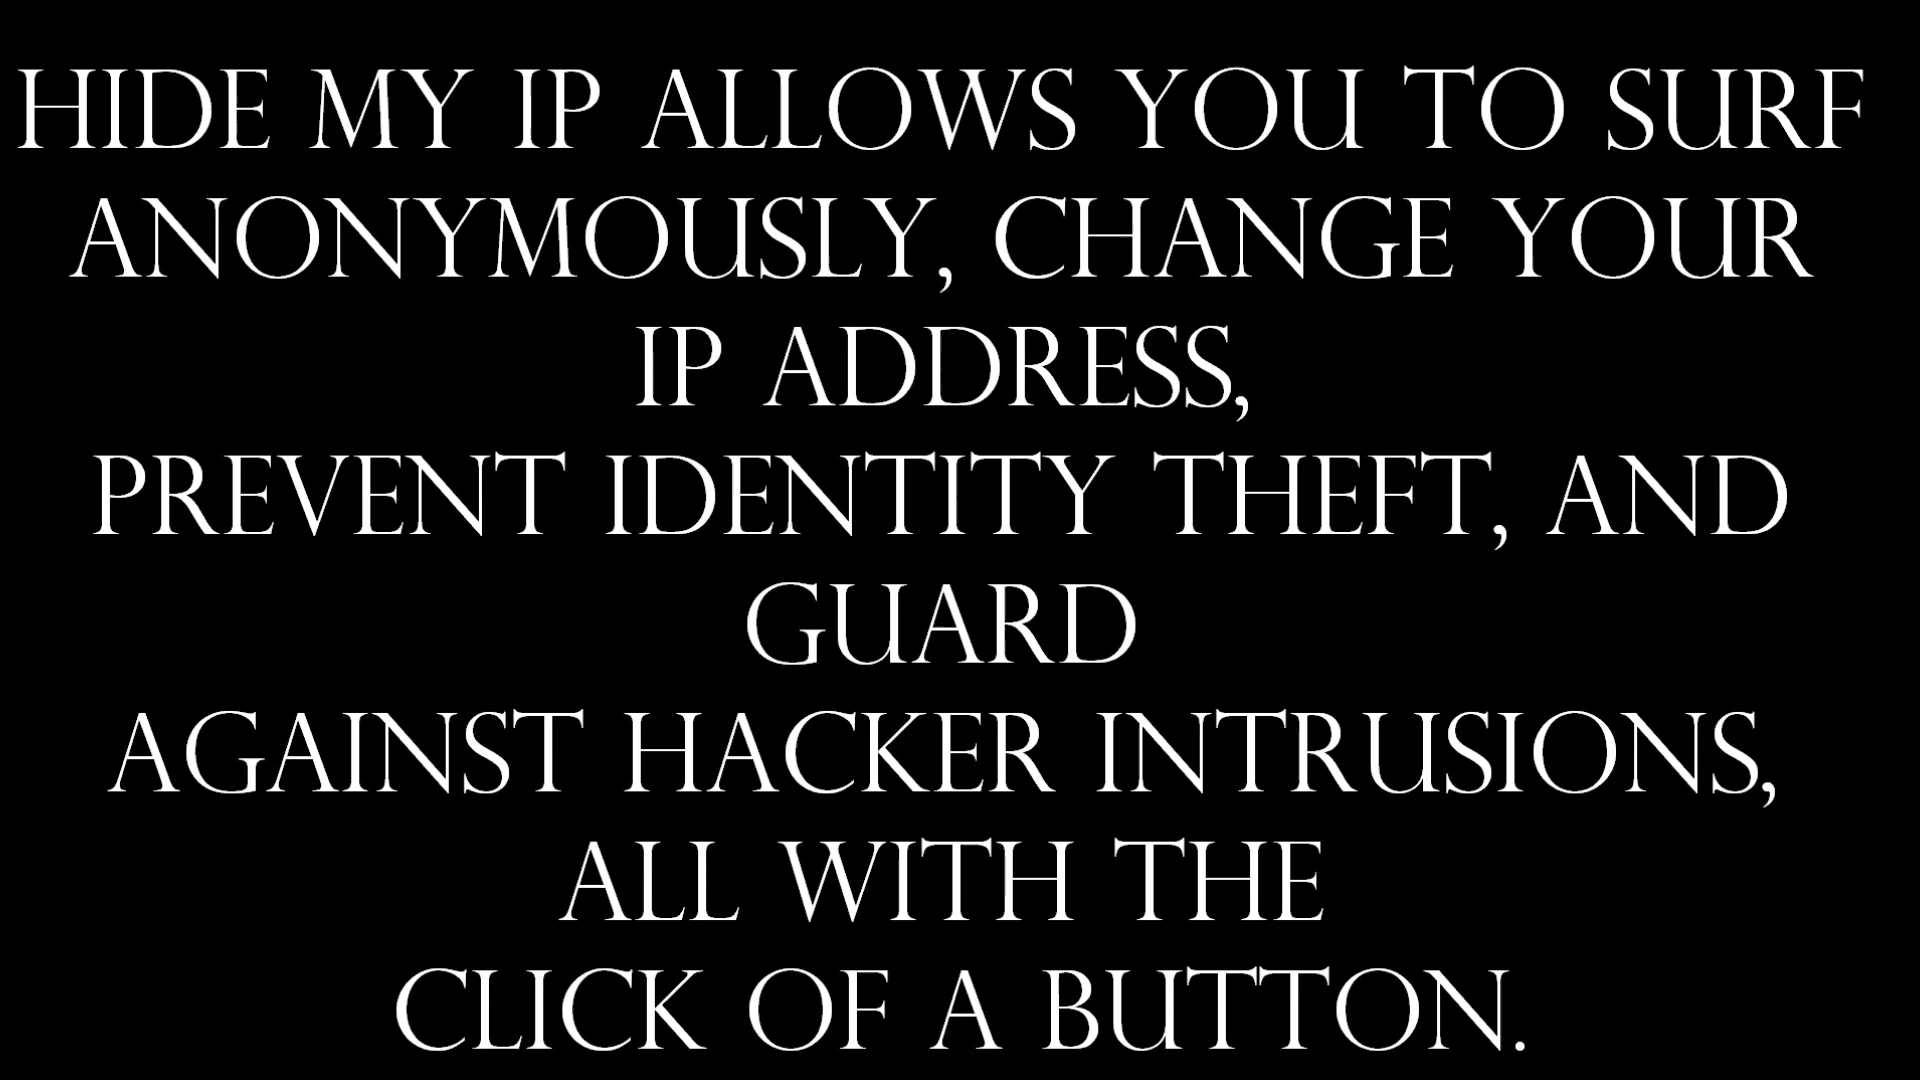 HIDE MY IP ALLOWS YOU TO SURF
ANONYMOUSLY, CHANGE YOUR
IP ADDRESS,
PREVENT IDENTITY THEFT, AND
GUARD
AGAINST HACKER INTRUSIONS,
ALL WITH THE
CLICK OF A BUTTON.